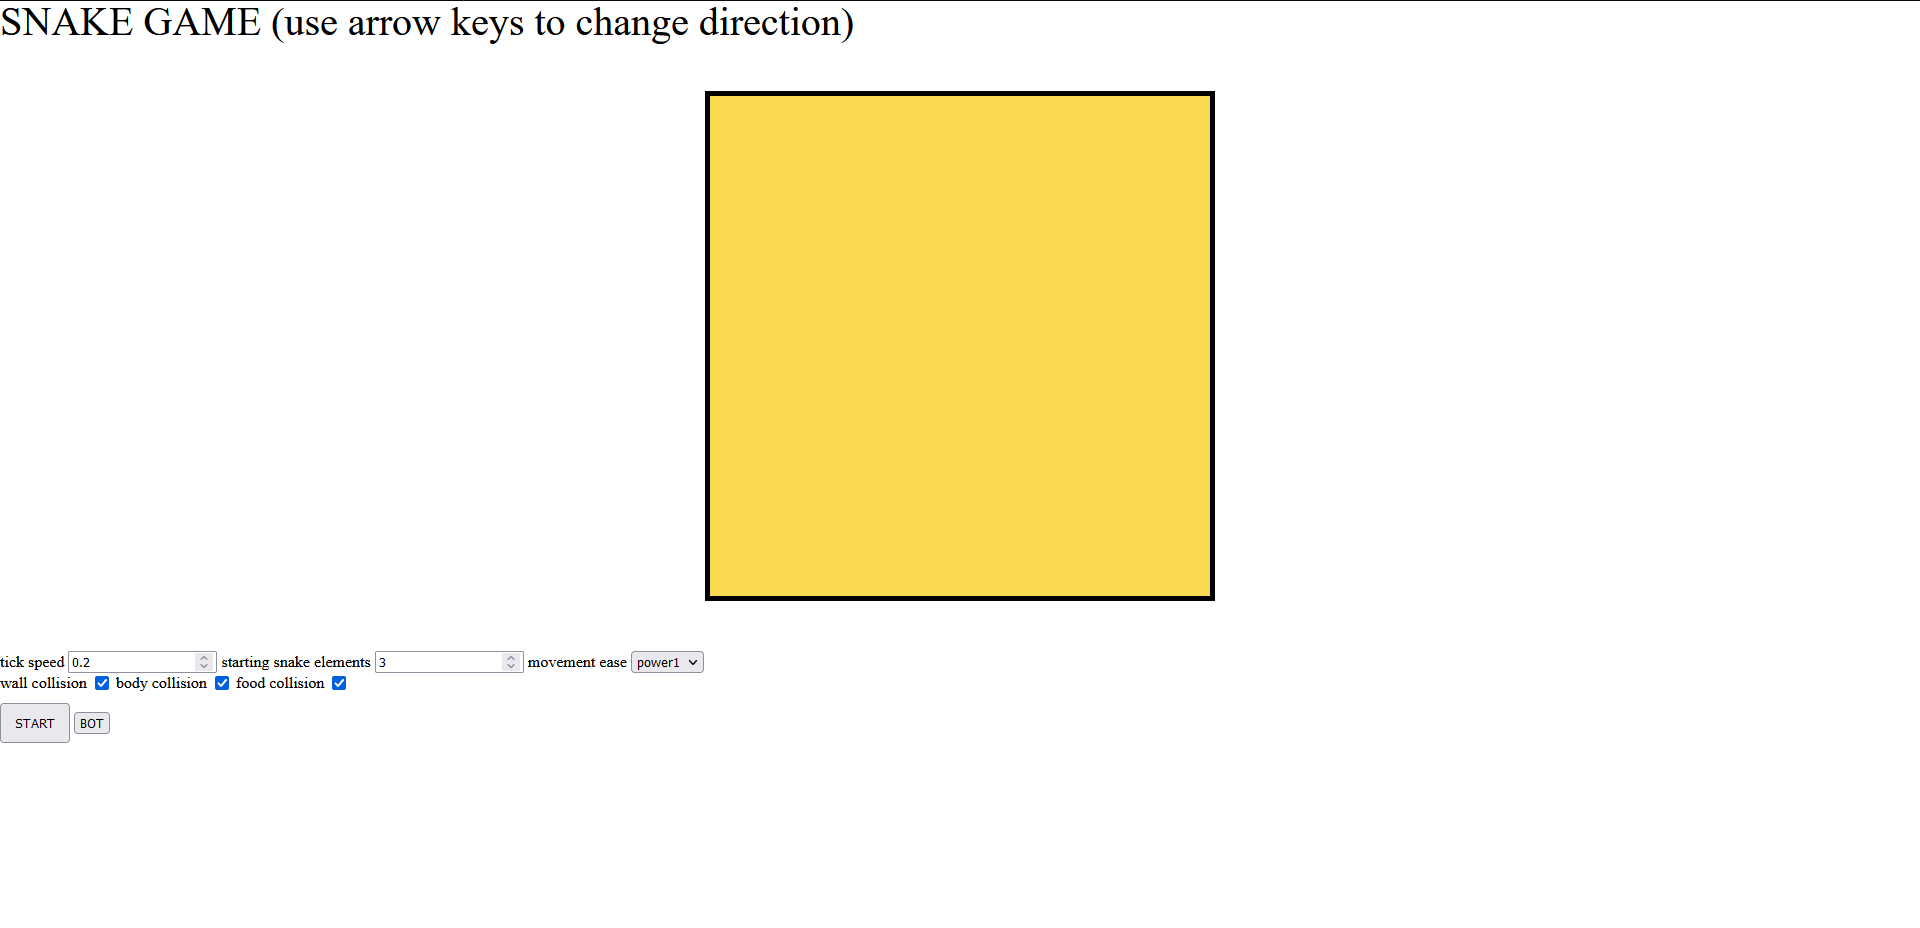 SNAKE GAME (use arrow keys to change direction)
tick speed 0.2 starting snake elements 3 movement ease power1
wall collision body collision food collision
START BOT